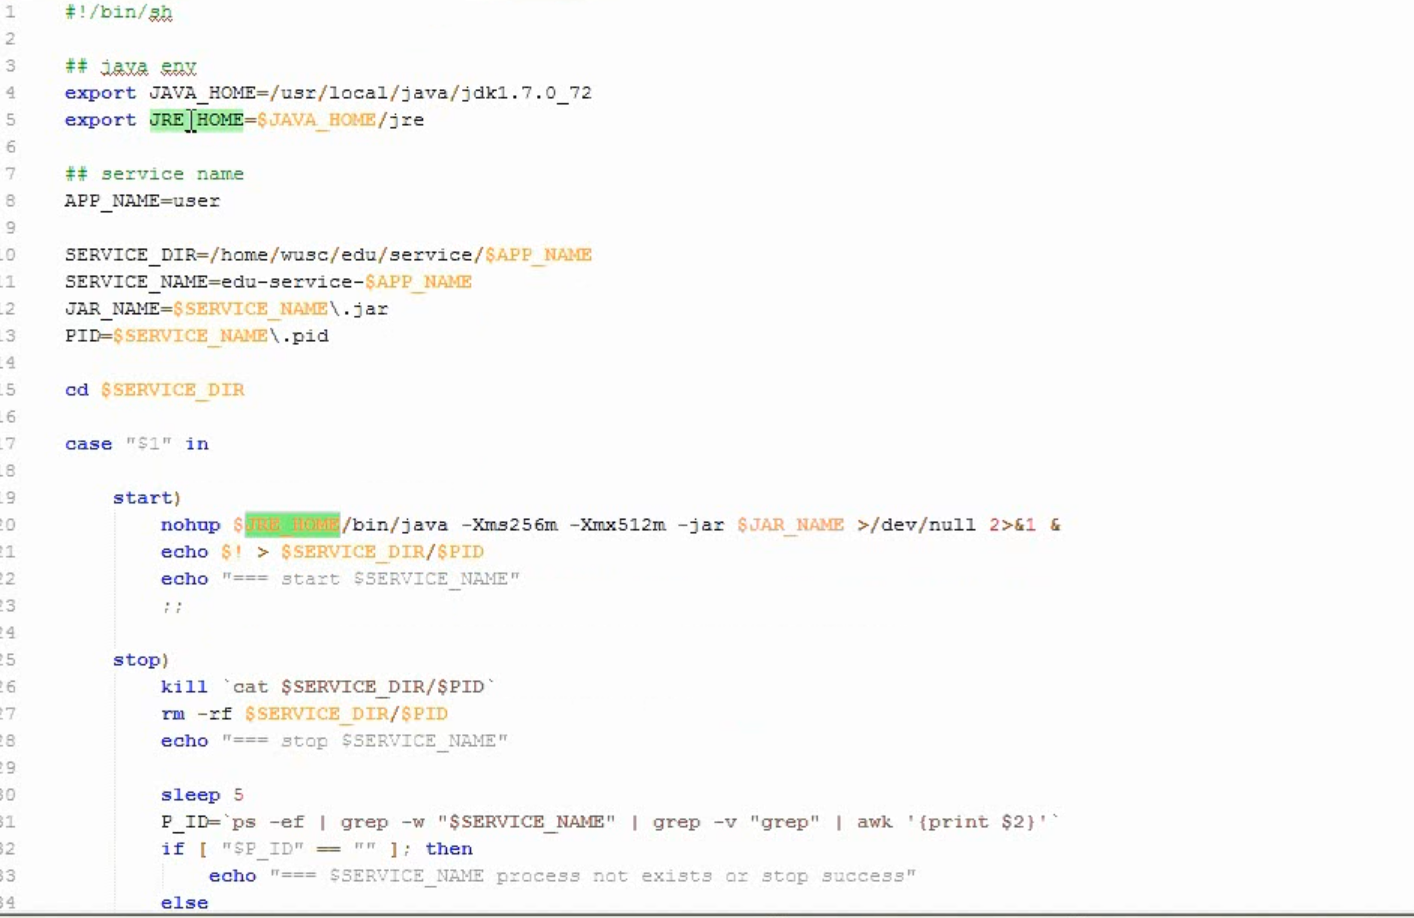 1 #!/bin/sh
2
3 ## java env
4 export JAVA_HOME=/usr/local/java/jdk1.7.0_72
5 export JRE_HOME=$JAVA_HOME/jre
6
7 ## service name
8 APP_NAME=user
9
10 SERVICE_DIR=/home/wusc/edu/service/$APP_NAME
11 SERVICE_NAME=edu-service-$APP_NAME
12 JAR_NAME=$SERVICE_NAME\.jar
13 PID=$SERVICE_NAME\.pid
14
15 cd $SERVICE_DIR
16
17 case "$1" in
18
19 start)
20 nohup $JRE_HOME/bin/java -Xms256m -Xmx512m -jar $JAR_NAME >/dev/null 2>&1 &
21 echo $! > $SERVICE_DIR/$PID
22 echo "=== start $SERVICE_NAME"
23 ;;
24
25 stop)
26 kill `cat $SERVICE_DIR/$PID`
27 rm -rf $SERVICE_DIR/$PID
28 echo "=== stop $SERVICE_NAME"
29
30 sleep 5
31 P_ID=`ps -ef | grep -w "$SERVICE_NAME" | grep -v "grep" | awk '{print $2}'`
32 if [ "$P_ID" == "" ]; then
33 echo "=== $SERVICE_NAME process not exists or stop success"
34 else